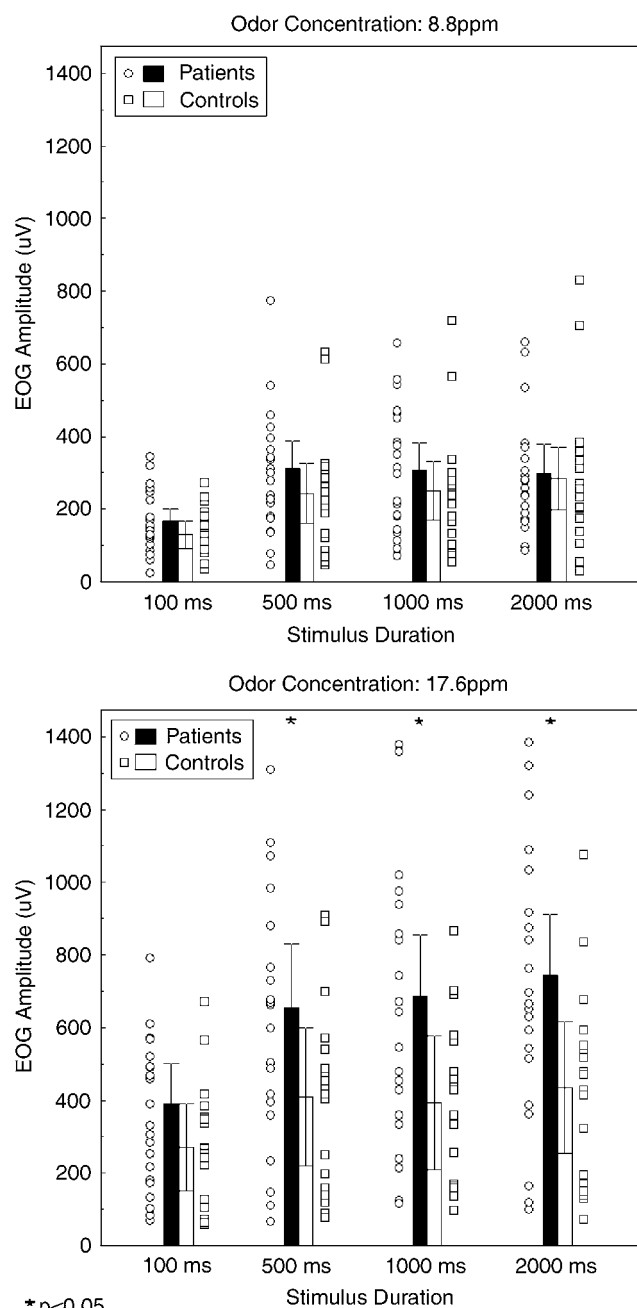 Odor Concentration: 8.8ppm
Patients
Controls
1400
1200
1000
800
600
400
200
0
EOG Amplitude (uV)
100 ms 500 ms 1000 ms 2000 ms
Stimulus Duration
Odor Concentration: 17.6ppm
* * *
Patients
Controls
1400
1200
1000
800
600
400
200
0
EOG Amplitude (uV)
100 ms 500 ms 1000 ms 2000 ms
Stimulus Duration
* p<0.05